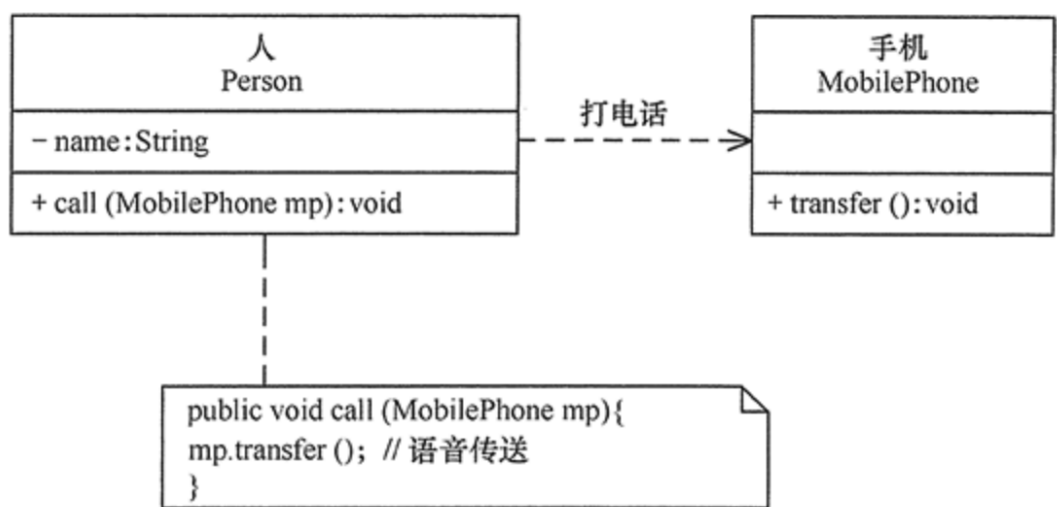 人
Person
- name:String
+ call (MobilePhone mp):void
打电话
手机
MobilePhone
+ transfer ():void
public void call (MobilePhone mp){
mp.transfer (); // 语音传送
}